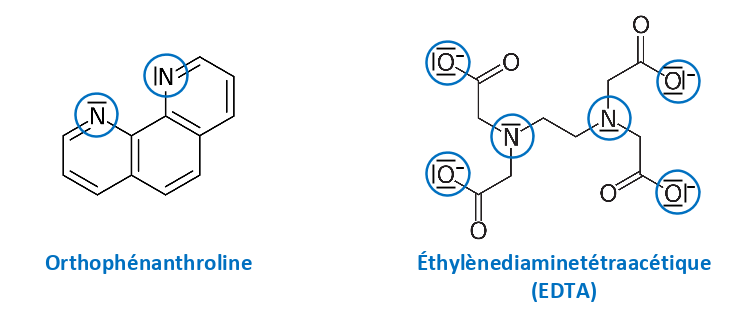 O
|O|⁻
O
|O|⁻
N
N
N
N
|O|⁻
O
|O|⁻
O
Orthophénanthroline
Éthylènediaminetétraacétique
(EDTA)